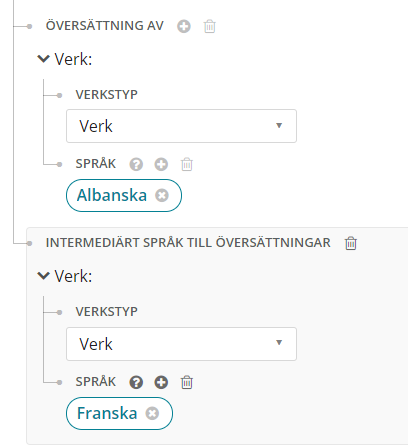 ÖVERSÄTTNING AV
Verk:
VERKSTYP
Verk
SPRÅK
Albanska
INTERMEDIÄRT SPRÅK TILL ÖVERSÄTTNINGAR
Verk:
VERKSTYP
Verk
SPRÅK
Franska